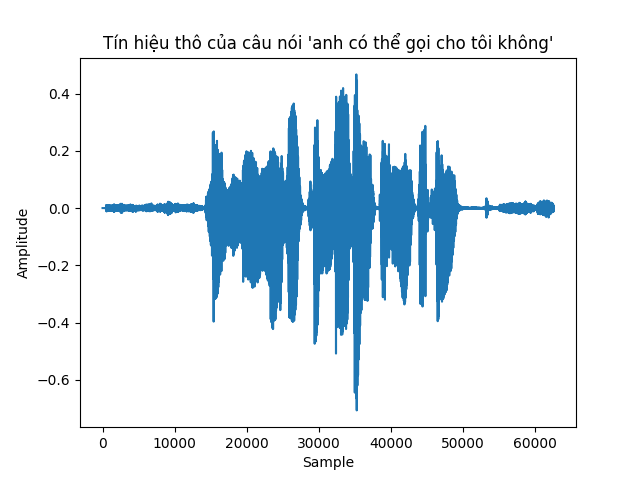 Tín hiệu thô của câu nói 'anh có thể gọi cho tôi không'
0.4
0.2
0.0
−0.2
−0.4
−0.6
Amplitude
0 10000 20000 30000 40000 50000 60000
Sample